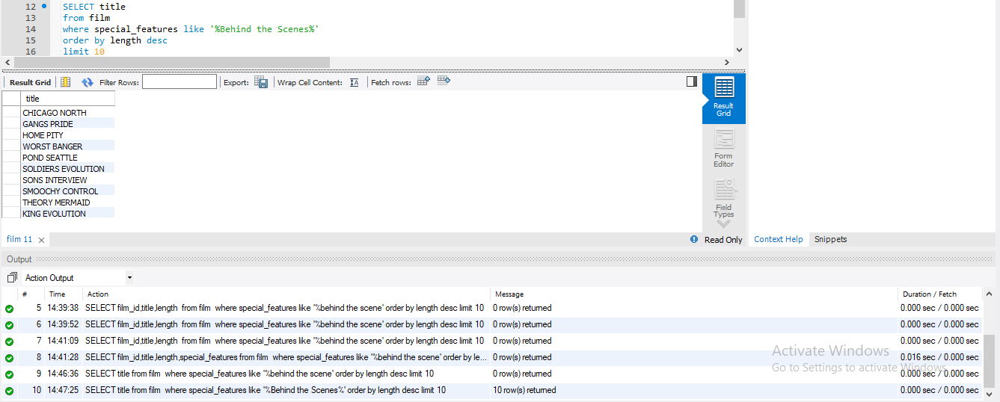 12 SELECT title
13 from film
14 where special_features like '%Behind the Scenes%'
15 order by length desc
16 limit 10
Result Grid Filter Rows: Export: Wrap Cell Content: Fetch rows:
title
CHICAGO NORTH
GANGS PRIDE
HOME PITY
WORST BANGER
POND SEATTLE
SOLDIERS EVOLUTION
SONS INTERVIEW
SMOOCHY CONTROL
THEORY MERMAID
KING EVOLUTION
Result
Grid
Form
Editor
Field
Types
film 11 Read Only Context Help Snippets
Output
Action Output
# Time Action Message Duration / Fetch
5 14:39:38 SELECT film_id,title,length from film where special_features like '%behind the scene' order by length desc limit 10 0 row(s) returned 0.000 sec / 0.000 sec
6 14:39:52 SELECT film_id,title,length from film where special_features like '%behind the scene' order by length desc limit 10 0 row(s) returned 0.000 sec / 0.000 sec
7 14:41:09 SELECT film_id,title,length from film where special_features like '%behind the scene' order by length desc limit 10 0 row(s) returned 0.000 sec / 0.000 sec
8 14:41:28 SELECT film_id,title,length,special_features from film where special_features like '%behind the scene' order by le... 0 row(s) returned 0.016 sec / 0.000 sec
9 14:46:36 SELECT title from film where special_features like '%behind the scene' order by length desc limit 10 0 row(s) returned 0.000 sec / 0.000 sec
10 14:47:25 SELECT title from film where special_features like '%Behind the Scenes%' order by length desc limit 10 10 row(s) returned 0.000 sec / 0.000 sec
Activate Windows
Go to Settings to activate Windows.